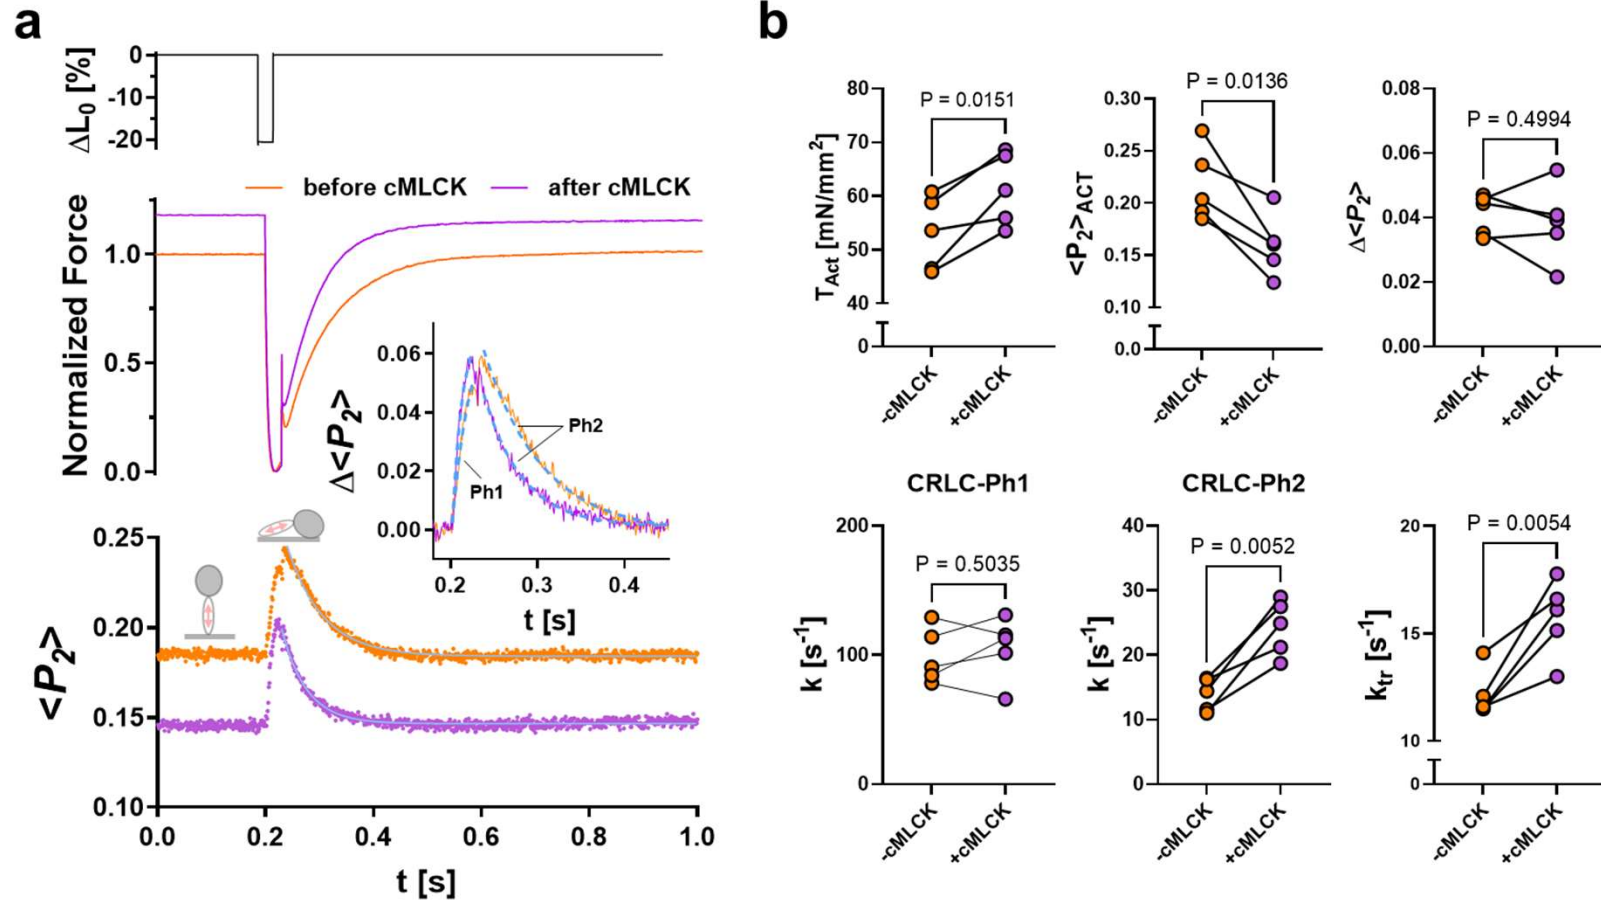 a
b
ΔL0 [%]
0
-10
-20
before cMLCK
after cMLCK
Normalized Force
1.0
0.5
0.0
Δ<P2>
0.06
0.04
0.02
0.00
Ph2
Ph1
0.2
0.3
0.4
t [s]
<P2>
0.25
0.20
0.15
0.10
0.0
0.2
0.4
0.6
0.8
1.0
t [s]
TAct [mN/mm2]
80
70
60
50
40
0
P = 0.0151
-cMLCK
+cMLCK
<P2>ACT
0.30
0.25
0.20
0.15
0.10
0.0
P = 0.0136
-cMLCK
+cMLCK
Δ<P2>
0.08
0.06
0.04
0.02
0.00
P = 0.4994
-cMLCK
+cMLCK
CRLC-Ph1
k [s-1]
200
100
0
P = 0.5035
-cMLCK
+cMLCK
CRLC-Ph2
k [s-1]
40
30
20
10
0
P = 0.0052
-cMLCK
+cMLCK
ktr [s-1]
20
15
10
0
P = 0.0054
-cMLCK
+cMLCK